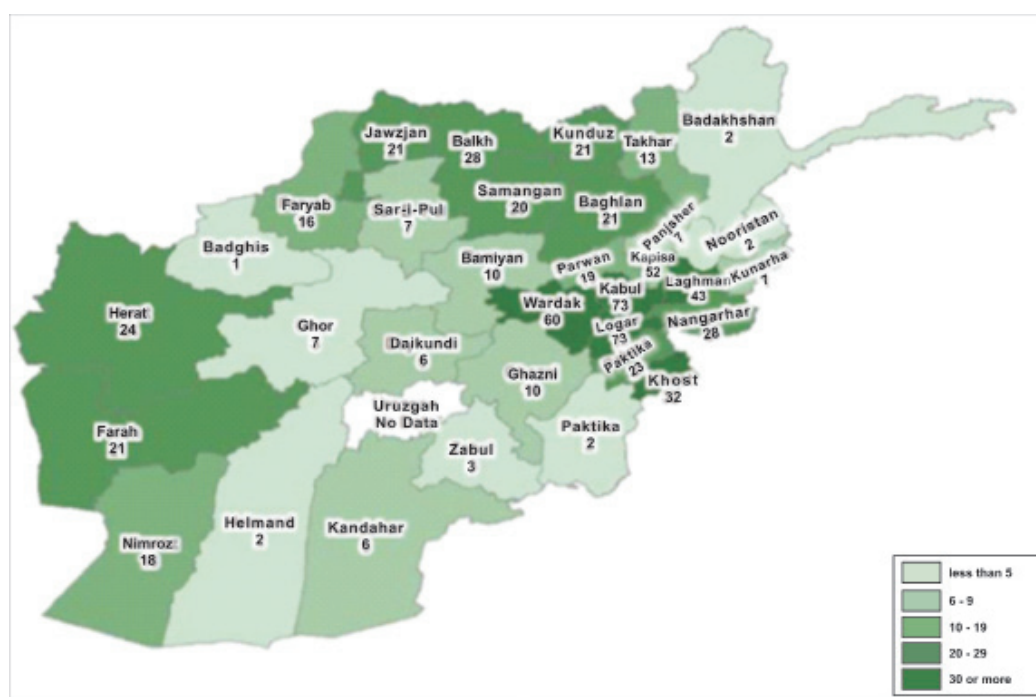 Badakhshan
2
Jawzjan
21
Balkh
28
Kunduz
21
Takhar
13
Samangan
20
Baghlan
21
Faryab
16
Sar-i-Pul
7
Panjsher
7
Nooristan
2
Badghis
1
Bamiyan
10
Parwan
19
Kapisa
52
Kunarha
7
Laghman
43
Kabul
73
Herat
24
Ghor
7
Wardak
60
Logar
73
Nangarhar
28
Daikundi
6
Paktika
23
Ghazni
10
Khost
32
Uruzgah
No Data
Farah
21
Zabul
3
Paktika
2
Helmand
2
Kandahar
6
Nimroz
18
less than 5
6 - 9
10 - 19
20 - 29
30 or more